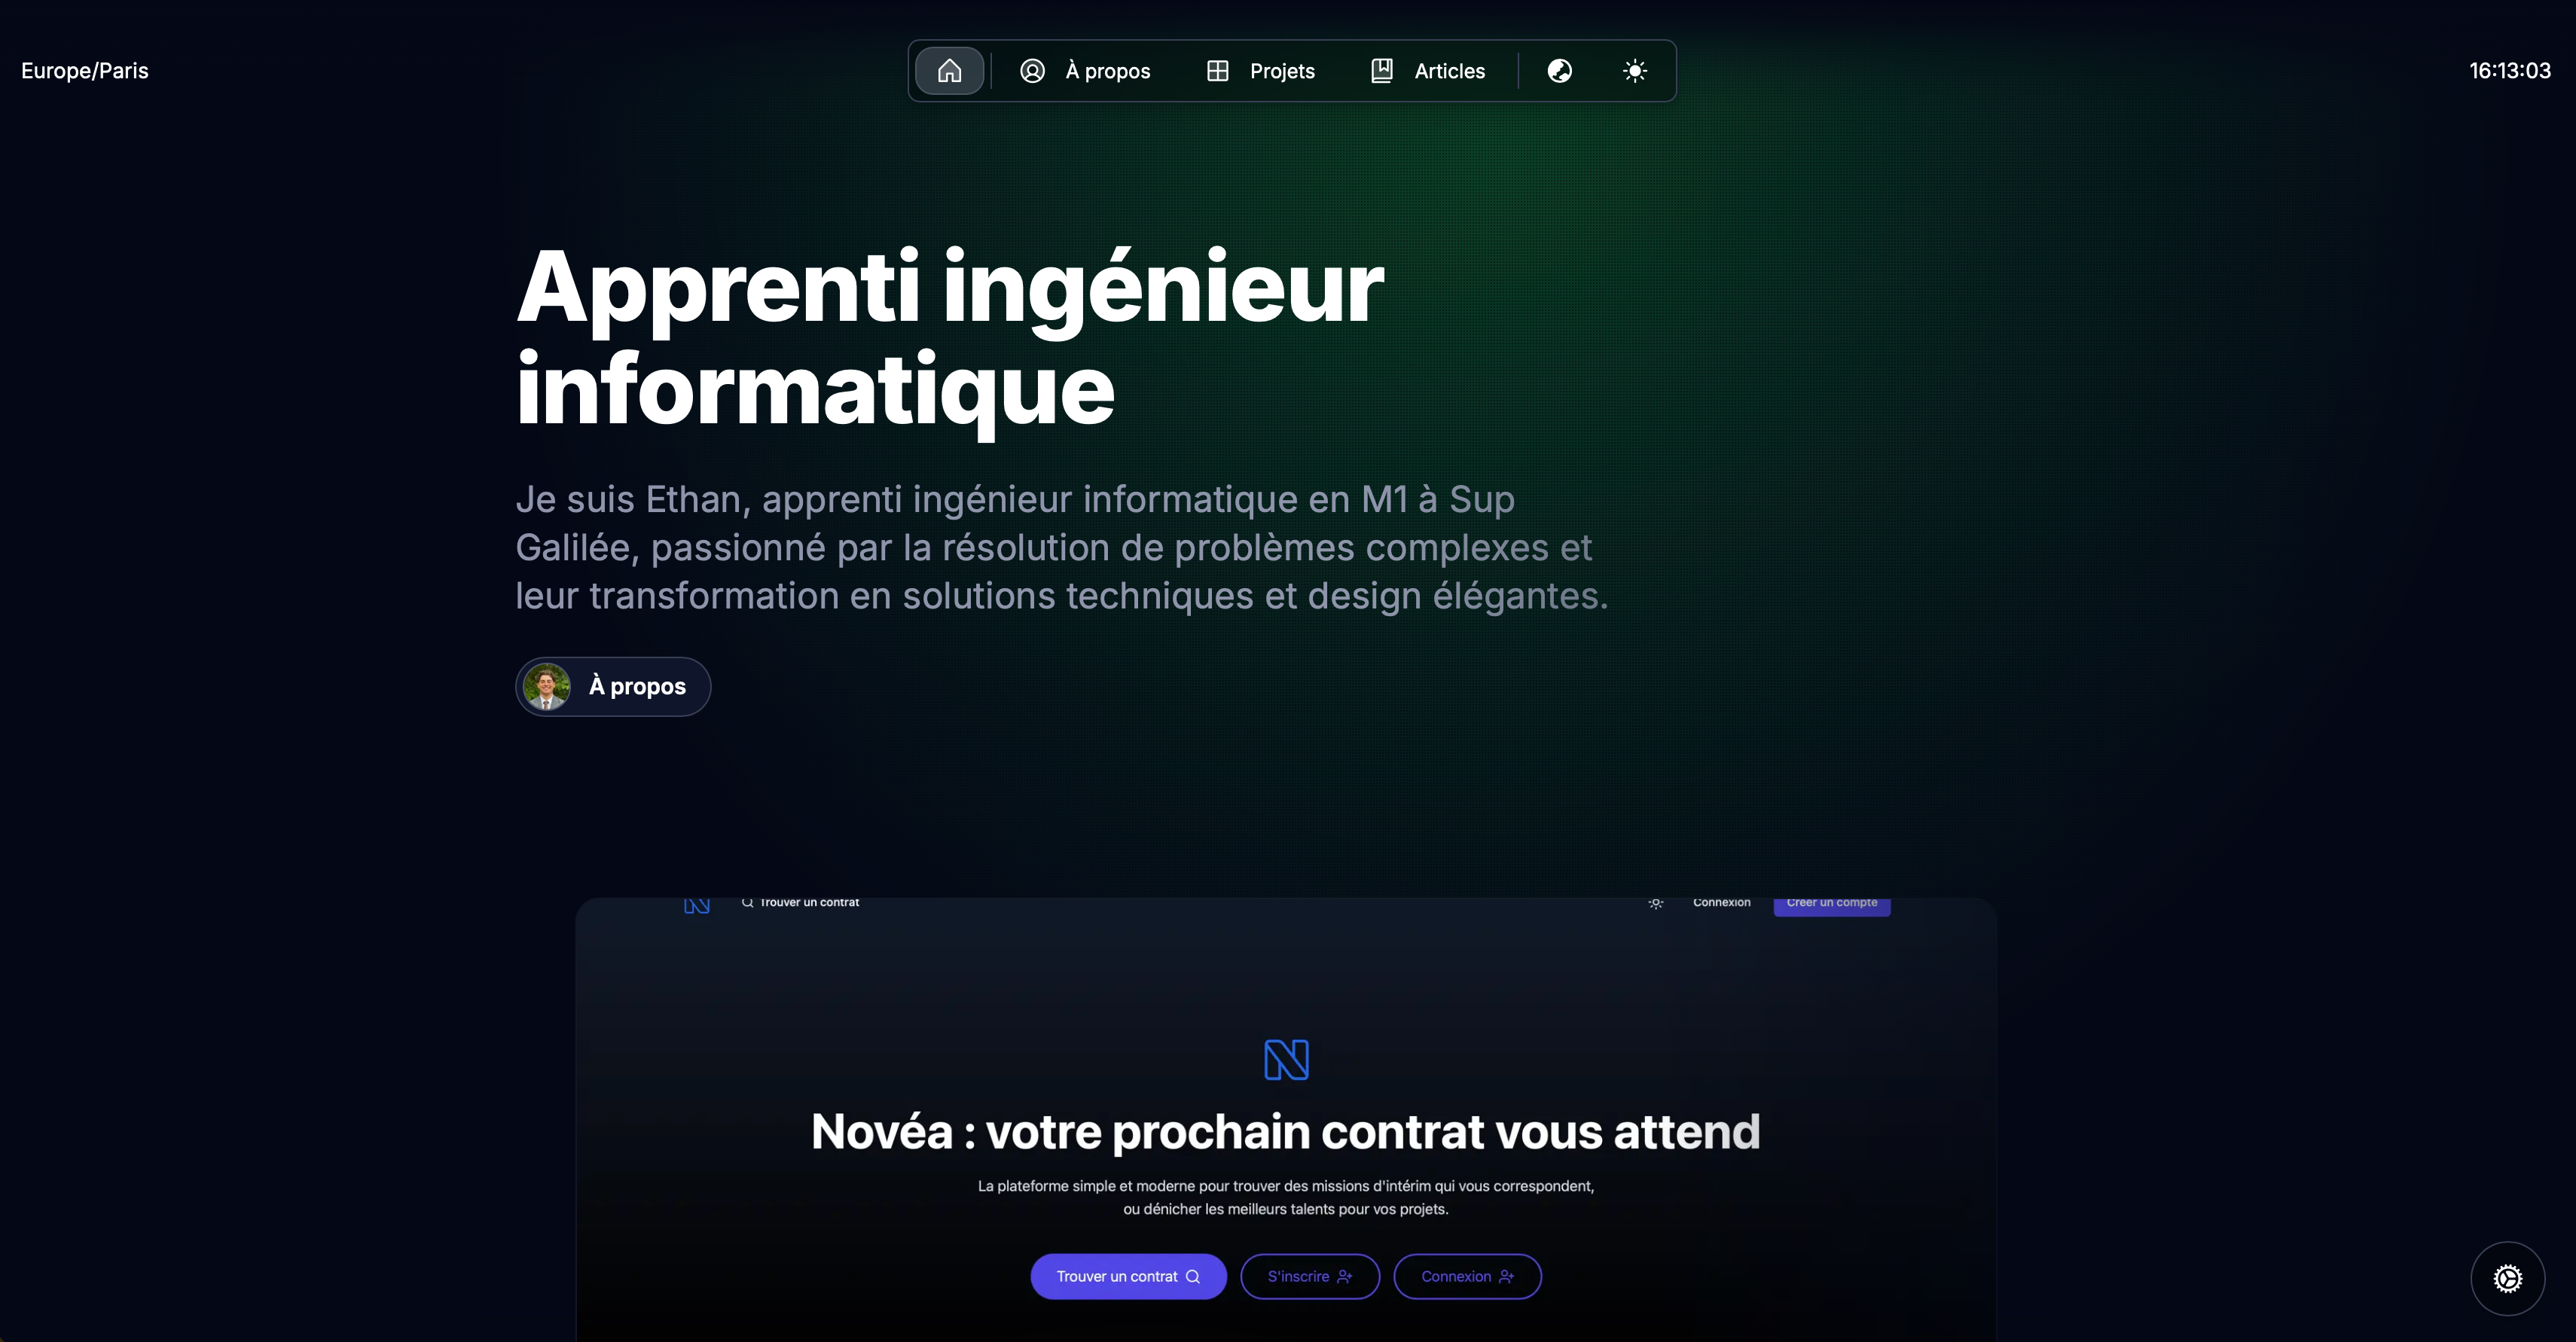 Europe/Paris
À propos
Projets
Articles
16:13:03
Apprenti ingénieur
informatique
Je suis Ethan, apprenti ingénieur informatique en M1 à Sup
Galilée, passionné par la résolution de problèmes complexes et
leur transformation en solutions techniques et design élégantes.
À propos
Trouver un contrat
Connexion
Créer un compte
Novéa : votre prochain contrat vous attend
La plateforme simple et moderne pour trouver des missions d'intérim qui vous correspondent,
ou dénicher les meilleurs talents pour vos projets.
Trouver un contrat
S'inscrire
Connexion